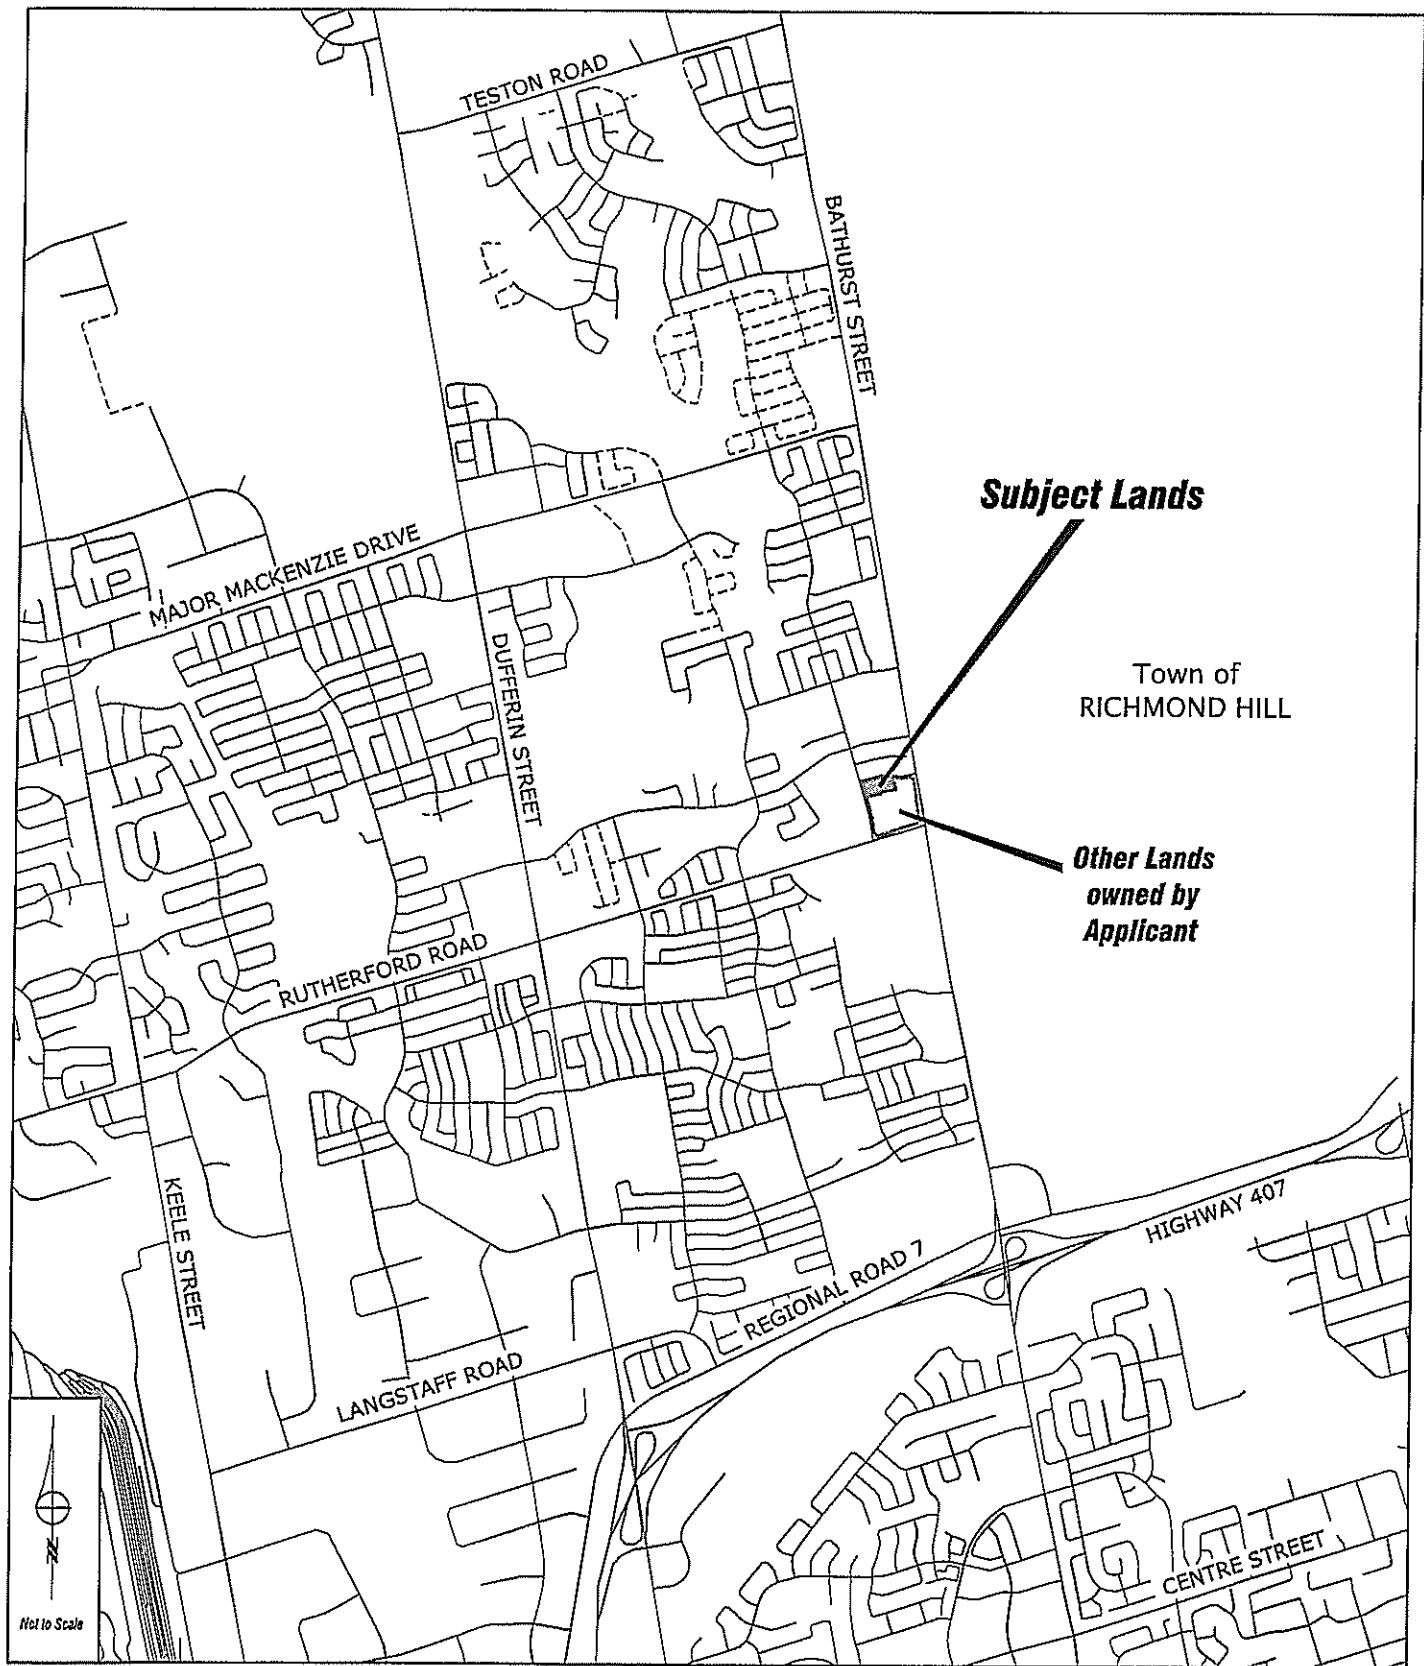 TESTON ROAD
BATHURST STREET
Subject Lands
MAJOR MACKENZIE DRIVE
DUFFERIN STREET
Town of
RICHMOND HILL
Other Lands
owned by
Applicant
RUTHERFORD ROAD
KEELE STREET
HIGHWAY 407
REGIONAL ROAD 7
LANGSTAFF ROAD
CENTRE STREET
N
Not to Scale